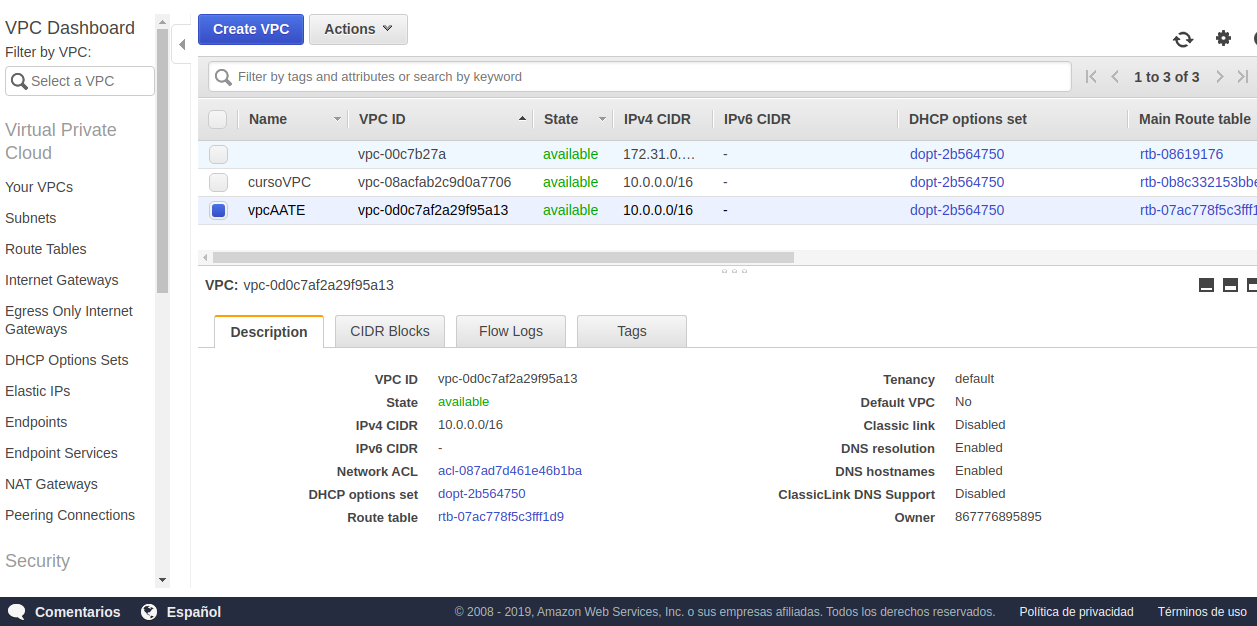 VPC Dashboard
Filter by VPC:
Select a VPC
Virtual Private
Cloud
Your VPCs
Subnets
Route Tables
Internet Gateways
Egress Only Internet
Gateways
DHCP Options Sets
Elastic IPs
Endpoints
Endpoint Services
NAT Gateways
Peering Connections
Security
Create VPC Actions
Filter by tags and attributes or search by keyword 1 to 3 of 3
Name VPC ID State IPv4 CIDR IPv6 CIDR DHCP options set Main Route table
vpc-00c7b27a available 172.31.0.… - dopt-2b564750 rtb-08619176
cursoVPC vpc-08acfab2c9d0a7706 available 10.0.0.0/16 - dopt-2b564750 rtb-0b8c332153bbe
vpcAATE vpc-0d0c7af2a29f95a13 available 10.0.0.0/16 - dopt-2b564750 rtb-07ac778f5c3fff1
VPC: vpc-0d0c7af2a29f95a13
Description CIDR Blocks Flow Logs Tags
VPC ID vpc-0d0c7af2a29f95a13 Tenancy default
State available Default VPC No
IPv4 CIDR 10.0.0.0/16 Classic link Disabled
IPv6 CIDR - DNS resolution Enabled
Network ACL acl-087ad7d461e46b1ba DNS hostnames Enabled
DHCP options set dopt-2b564750 ClassicLink DNS Support Disabled
Route table rtb-07ac778f5c3fff1d9 Owner 867776895895
Comentarios Español © 2008 - 2019, Amazon Web Services, Inc. o sus empresas afiliadas. Todos los derechos reservados. Política de privacidad Términos de uso